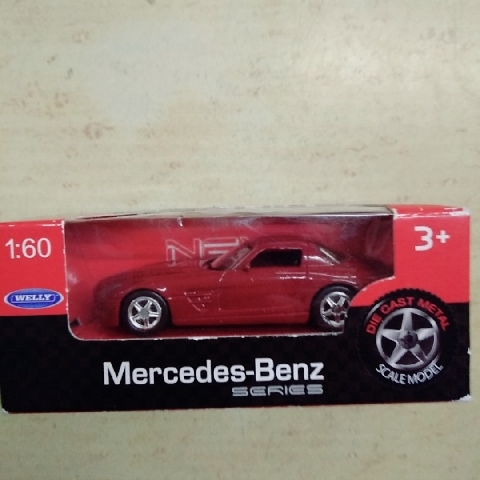 1:60
3+
WELLY
DIE CAST METAL
SCALE MODEL
Mercedes-Benz
SERIES